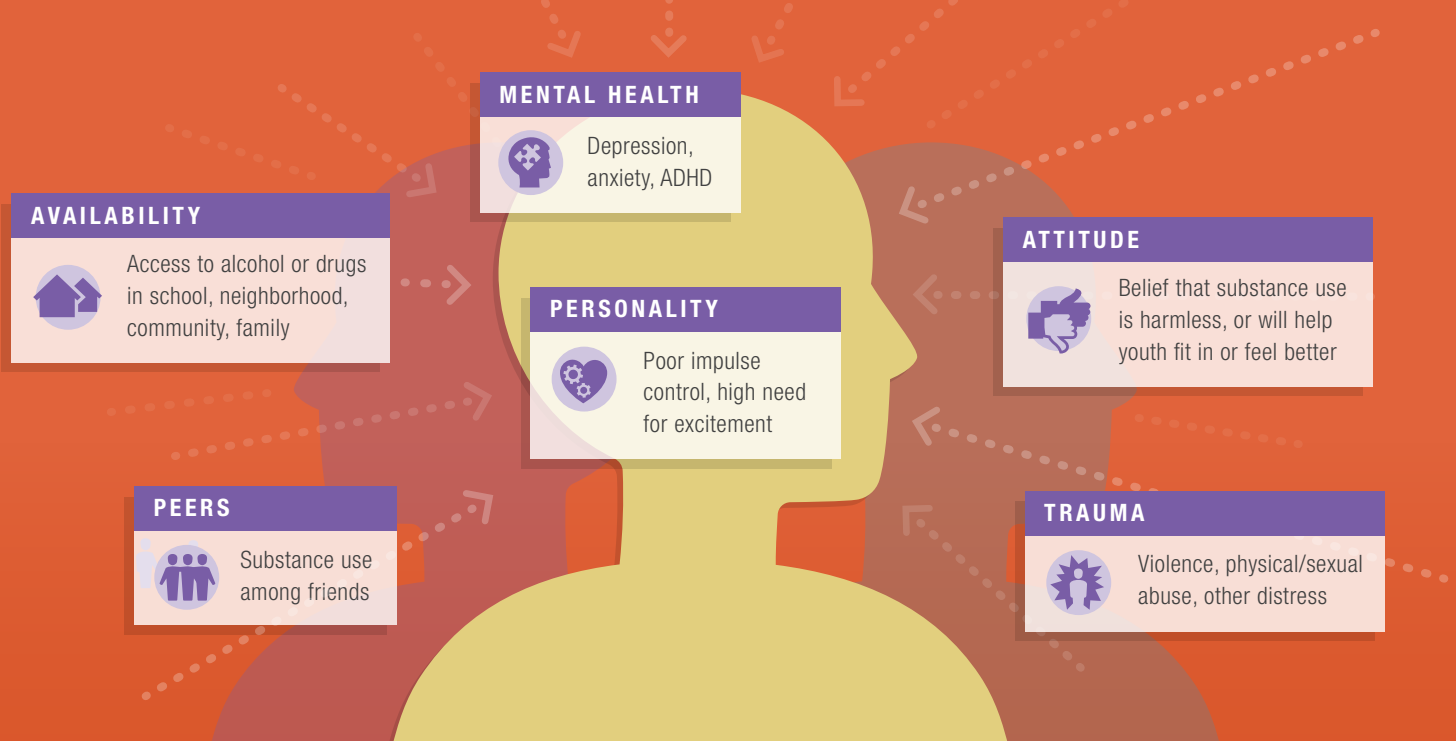 MENTAL HEALTH
Depression,
anxiety, ADHD
AVAILABILITY
Access to alcohol or drugs
in school, neighborhood,
community, family
ATTITUDE
Belief that substance use
is harmless, or will help
youth fit in or feel better
PERSONALITY
Poor impulse
control, high need
for excitement
PEERS
Substance use
among friends
TRAUMA
Violence, physical/sexual
abuse, other distress